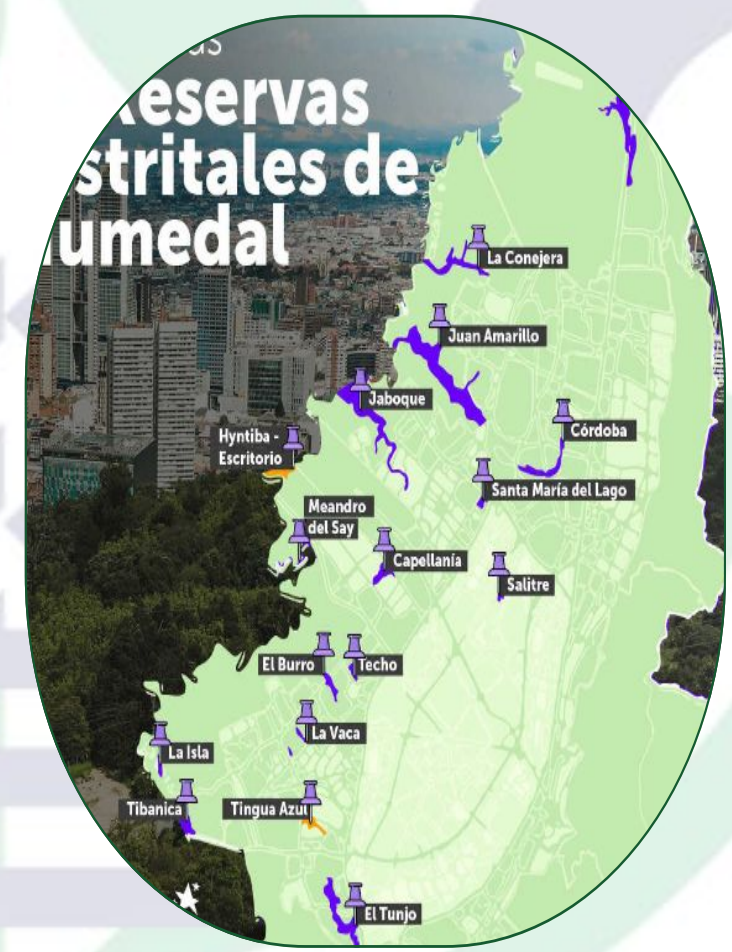 Reservas
stritales de
umedal
La Conejera
Juan Amarillo
Jaboque
Córdoba
Hyntiba -
Escritorio
Santa María del Lago
Meandro
del Say
Capellanía
Salitre
El Burro
Techo
La Vaca
La Isla
Tibanica
Tingua Azul
El Tunjo